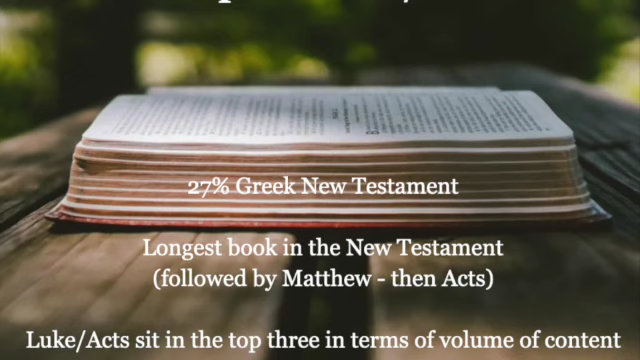 27% Greek New Testament
Longest book in the New Testament
(followed by Matthew - then Acts)
Luke/Acts sit in the top three in terms of volume of content